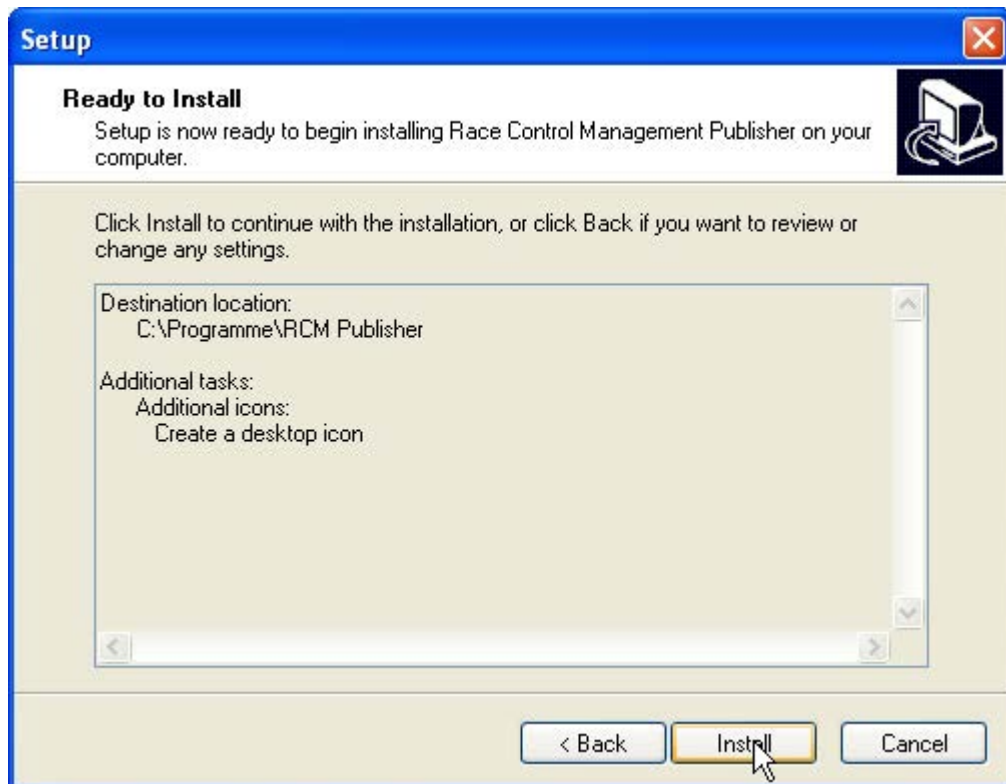 Setup
Ready to Install
Setup is now ready to begin installing Race Control Management Publisher on your
computer.
Click Install to continue with the installation, or click Back if you want to review or
change any settings.
Destination location:
C:\Programme\RCM Publisher
Additional tasks:
Additional icons:
Create a desktop icon
< Back Install Cancel